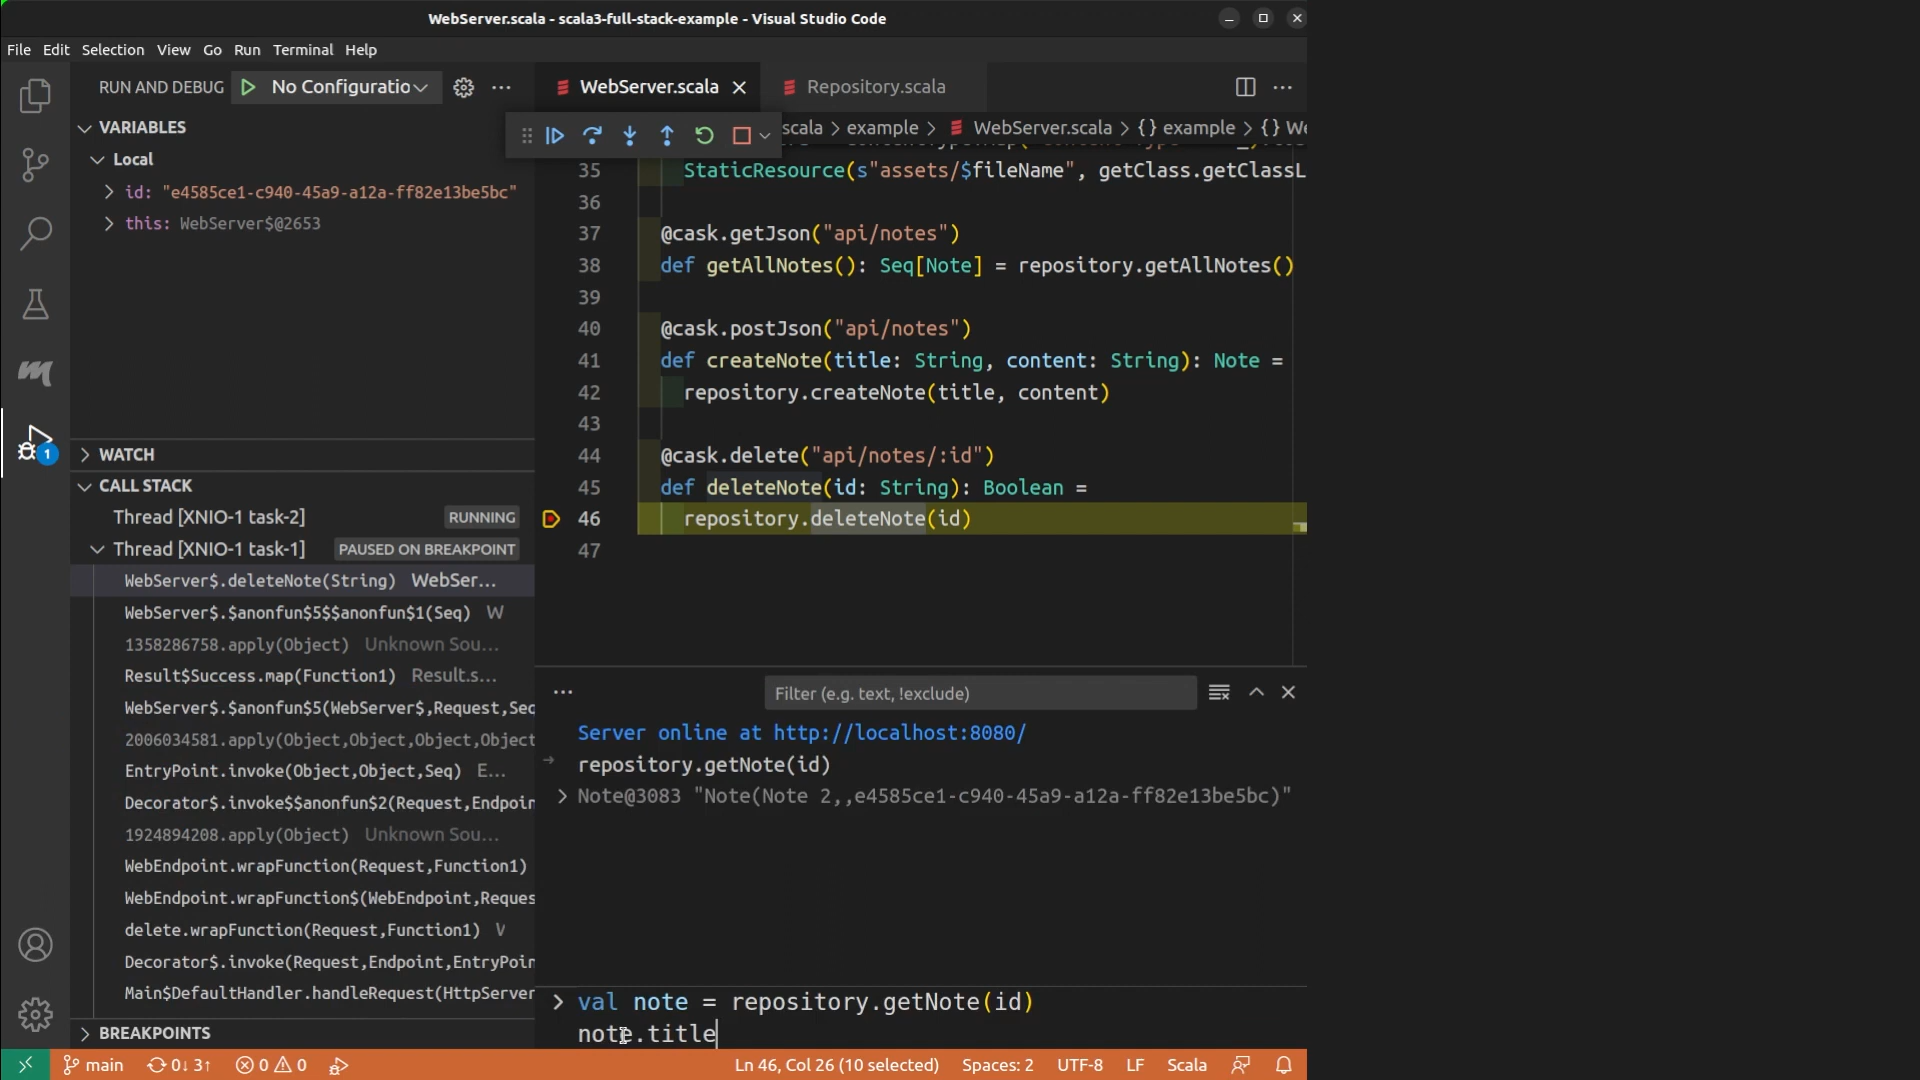 WebServer.scala - scala3-full-stack-example - Visual Studio Code
File Edit Selection View Go Run Terminal Help
RUN AND DEBUG No Configuratio
VARIABLES
Local
id: "e4585ce1-c940-45a9-a12a-ff82e13be5bc"
this: WebServer$@2653
WATCH
CALL STACK
Thread [XNIO-1 task-2] RUNNING
Thread [XNIO-1 task-1] PAUSED ON BREAKPOINT
WebServer$.deleteNote(String) WebSer...
WebServer$.$anonfun$5$$anonfun$1(Seq) W
1358286758.apply(Object) Unknown Sou...
Result$Success.map(Function1) Result.s...
WebServer$.$anonfun$5(WebServer$,Request,Seq
2006034581.apply(Object,Object,Object,Object
EntryPoint.invoke(Object,Object,Seq) E...
Decorator$.invoke$$anonfun$2(Request,Endpoin
1924894208.apply(Object) Unknown Sou...
WebEndpoint.wrapFunction(Request,Function1)
WebEndpoint.wrapFunction$(WebEndpoint,Reques
delete.wrapFunction(Request,Function1) W
Decorator$.invoke(Request,Endpoint,EntryPoin
Main$DefaultHandler.handleRequest(HttpServer
BREAKPOINTS
1
WebServer.scala Repository.scala
scala > example > WebServer.scala > {} example > {} We
35 StaticResource(s"assets/$fileName", getClass.getClassL
36
37 @cask.getJson("api/notes")
38 def getAllNotes(): Seq[Note] = repository.getAllNotes()
39
40 @cask.postJson("api/notes")
41 def createNote(title: String, content: String): Note =
42 repository.createNote(title, content)
43
44 @cask.delete("api/notes/:id")
45 def deleteNote(id: String): Boolean =
46 repository.deleteNote(id)
47
Filter (e.g. text, !exclude)
Server online at http://localhost:8080/
repository.getNote(id)
Note@3083 "Note(Note 2,,e4585ce1-c940-45a9-a12a-ff82e13be5bc)"
> val note = repository.getNote(id)
note.title
main 0↓ 3↑ 0 0 Ln 46, Col 26 (10 selected) Spaces: 2 UTF-8 LF Scala